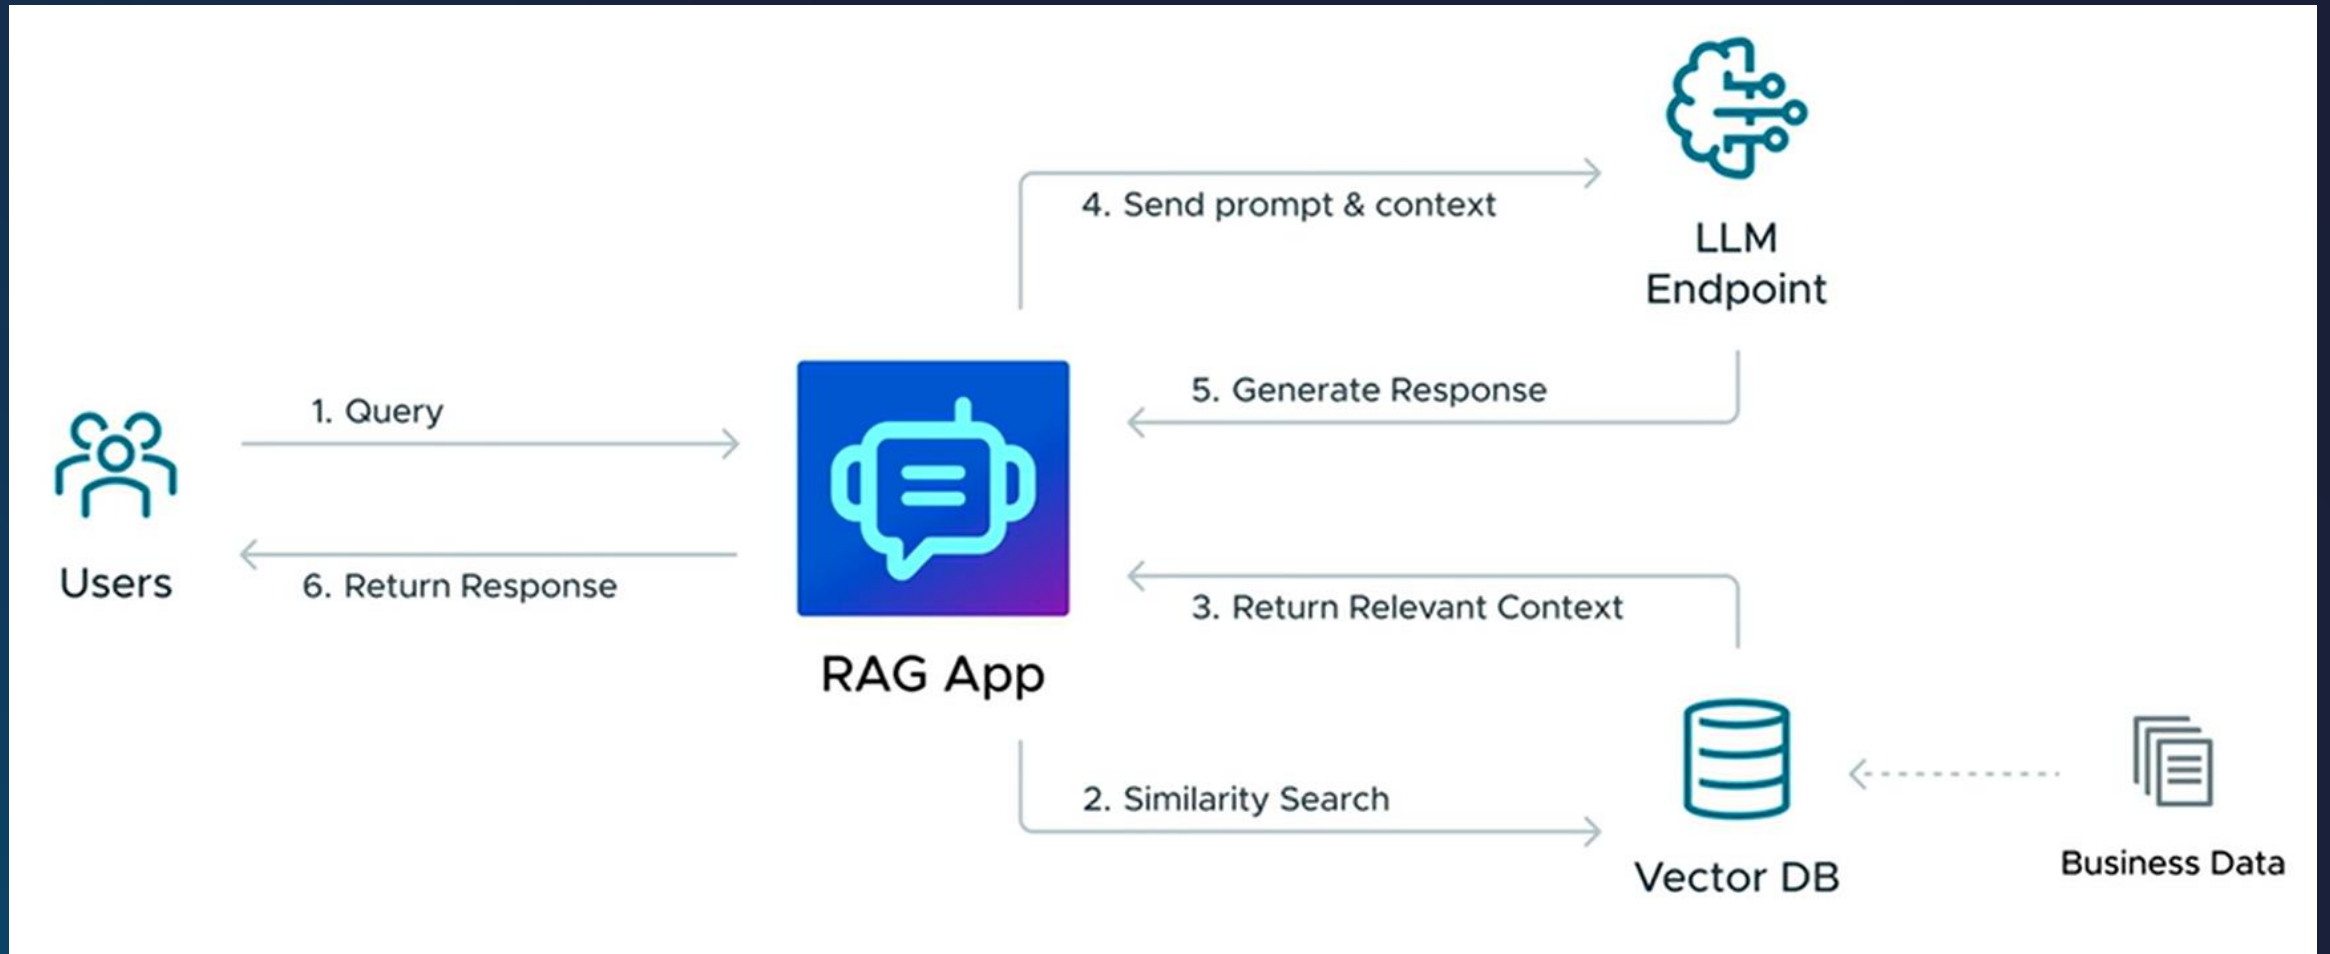 4. Send prompt & context
LLM
Endpoint
1. Query
5. Generate Response
Users
6. Return Response
3. Return Relevant Context
RAG App
2. Similarity Search
Vector DB
Business Data